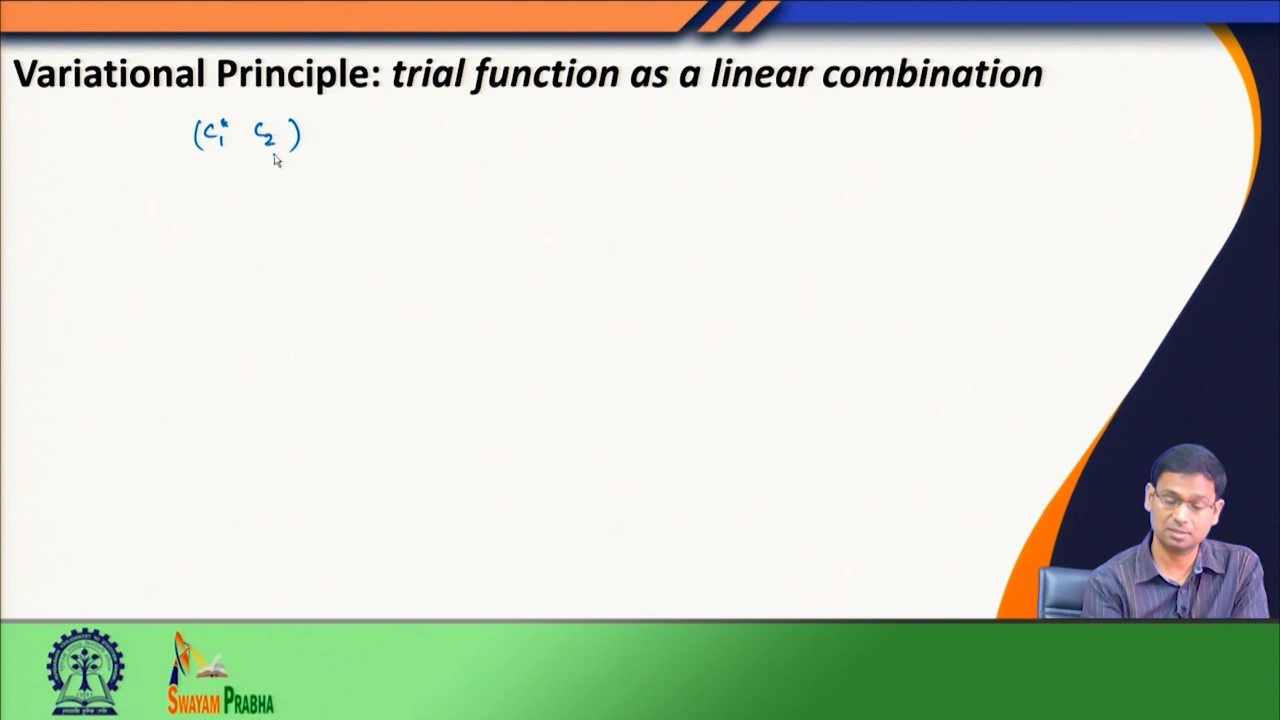 Variational Principle: trial function as a linear combination
(c₁* c₂ )
SWAYAM PRABHA